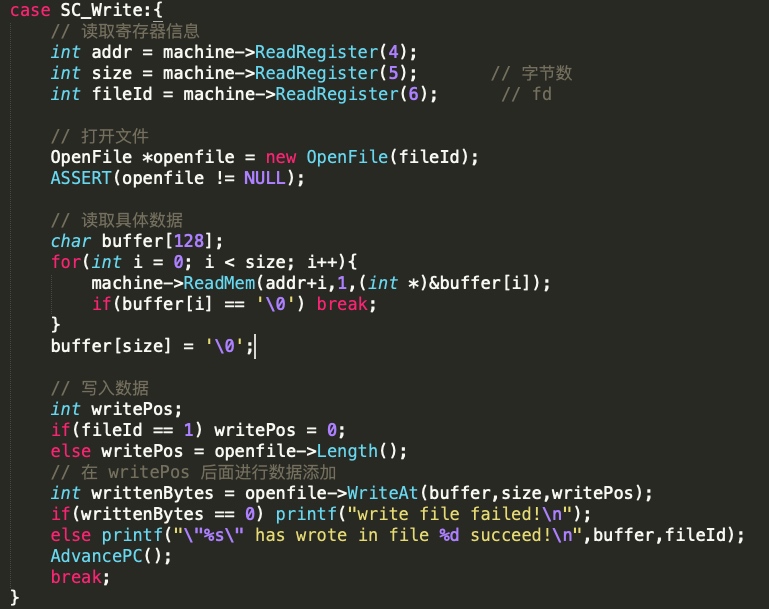 case SC_Write:{
// 读取寄存器信息
int addr = machine->ReadRegister(4);
int size = machine->ReadRegister(5);       // 字节数
int fileId = machine->ReadRegister(6);      // fd
// 打开文件
OpenFile *openfile = new OpenFile(fileId);
ASSERT(openfile != NULL);
// 读取具体数据
char buffer[128];
for(int i = 0; i < size; i++){
machine->ReadMem(addr+i,1,(int *)&buffer[i]);
if(buffer[i] == '\0') break;
}
buffer[size] = '\0';
// 写入数据
int writePos;
if(fileId == 1) writePos = 0;
else writePos = openfile->Length();
// 在 writePos 后面进行数据添加
int writtenBytes = openfile->WriteAt(buffer,size,writePos);
if(writtenBytes == 0) printf("write file failed!\n");
else printf("\"%s\" has wrote in file %d succeed!\n",buffer,fileId);
AdvancePC();
break;
}